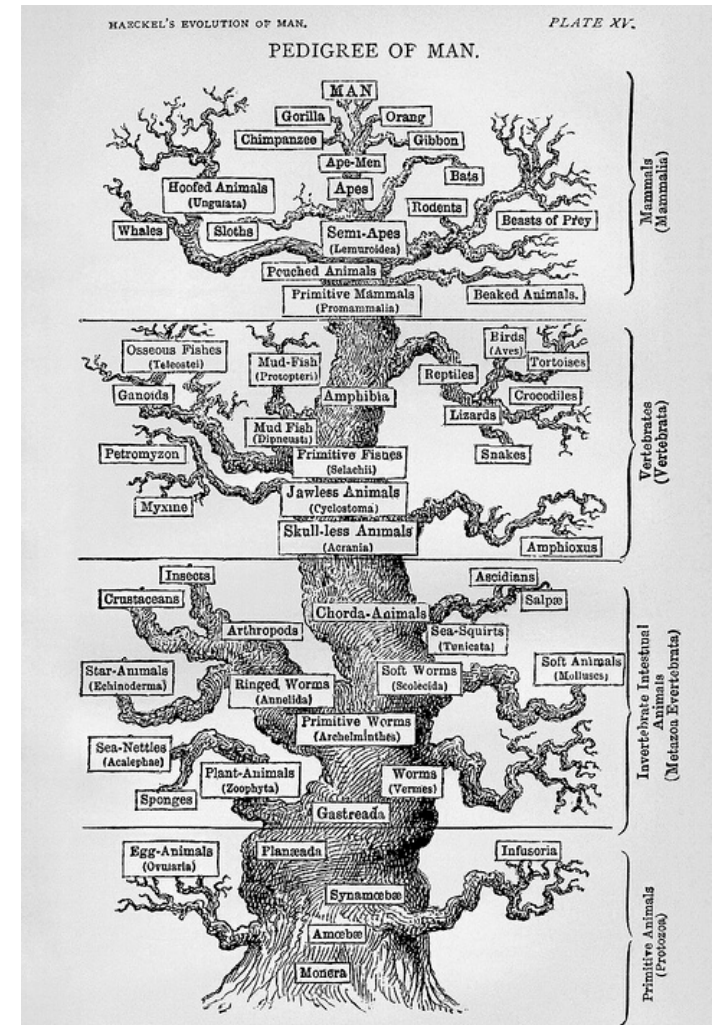 HAECKEL'S EVOLUTION OF MAN.
PLATE XV.
PEDIGREE OF MAN.
MAN
Gorilla
Orang
Chimpanzee
Gibbon
Ape-Men
Bats
Hoofed Animals
(Ungulata)
Apes
Rodents
Beasts of Prey
Whales
Sloths
Semi-Apes
(Lemuroidea)
Pouched Animals
Primitive Mammals
(Promammalia)
Beaked Animals.
Mammals
(Mammalia)
Osseous Fishes
(Teleostei)
Mud-Fish
(Protopteri)
Birds
(Aves)
Tortoises
Reptiles
Ganoids
Amphibia
Crocodiles
Lizards
Mud Fish
(Dipneusta)
Petromyzon
Primitive Fishes
(Selachii)
Snakes
Jawless Animals
(Cyclostoma)
Myxine
Skull-less Animals
(Acrania)
Amphioxus
Vertebrates
(Vertebrata)
Insects
Ascidians
Crustaceans
Salpæ
Chorda-Animals
Arthropods
Sea-Squirts
(Tunicata)
Star-Animals
(Echinoderma)
Ringed Worms
(Annelida)
Soft Worms
(Scolecida)
Soft Animals
(Molluscs)
Primitive Worms
(Archelminthes)
Sea-Nettles
(Acalephae)
Plant-Animals
(Zoophyta)
Worms
(Vermes)
Sponges
Gastreada
Invertebrate Intestinal
Animals
(Metazoa Evertebrata)
Egg-Animals
(Ovularia)
Planæada
Infusoria
Synamœbæ
Amœbæ
Monera
Primitive Animals
(Protozoa)